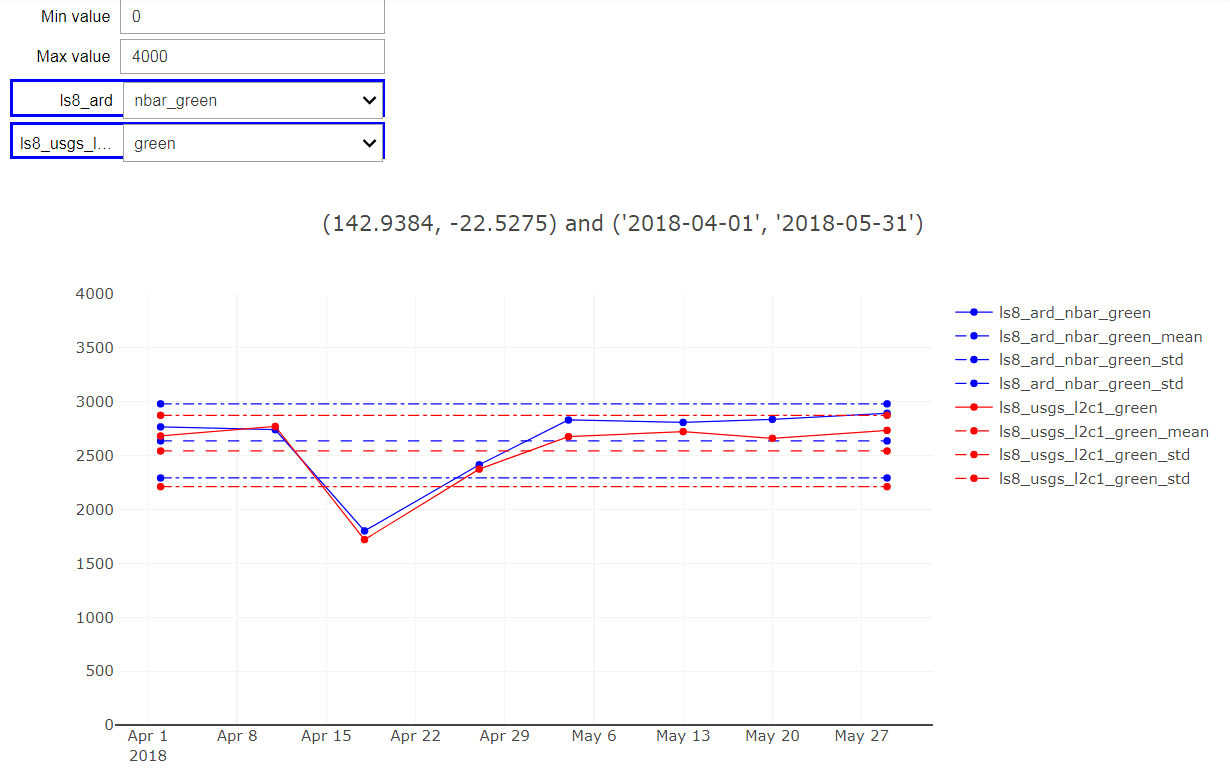 Min value 0
Max value 4000
ls8_ard nbar_green
ls8_usgs_l... green
(142.9384, -22.5275) and ('2018-04-01', '2018-05-31')
4000
3500
3000
2500
2000
1500
1000
500
0
Apr 1 Apr 8 Apr 15 Apr 22 Apr 29 May 6 May 13 May 20 May 27
2018
ls8_ard_nbar_green
ls8_ard_nbar_green_mean
ls8_ard_nbar_green_std
ls8_ard_nbar_green_std
ls8_usgs_l2c1_green
ls8_usgs_l2c1_green_mean
ls8_usgs_l2c1_green_std
ls8_usgs_l2c1_green_std